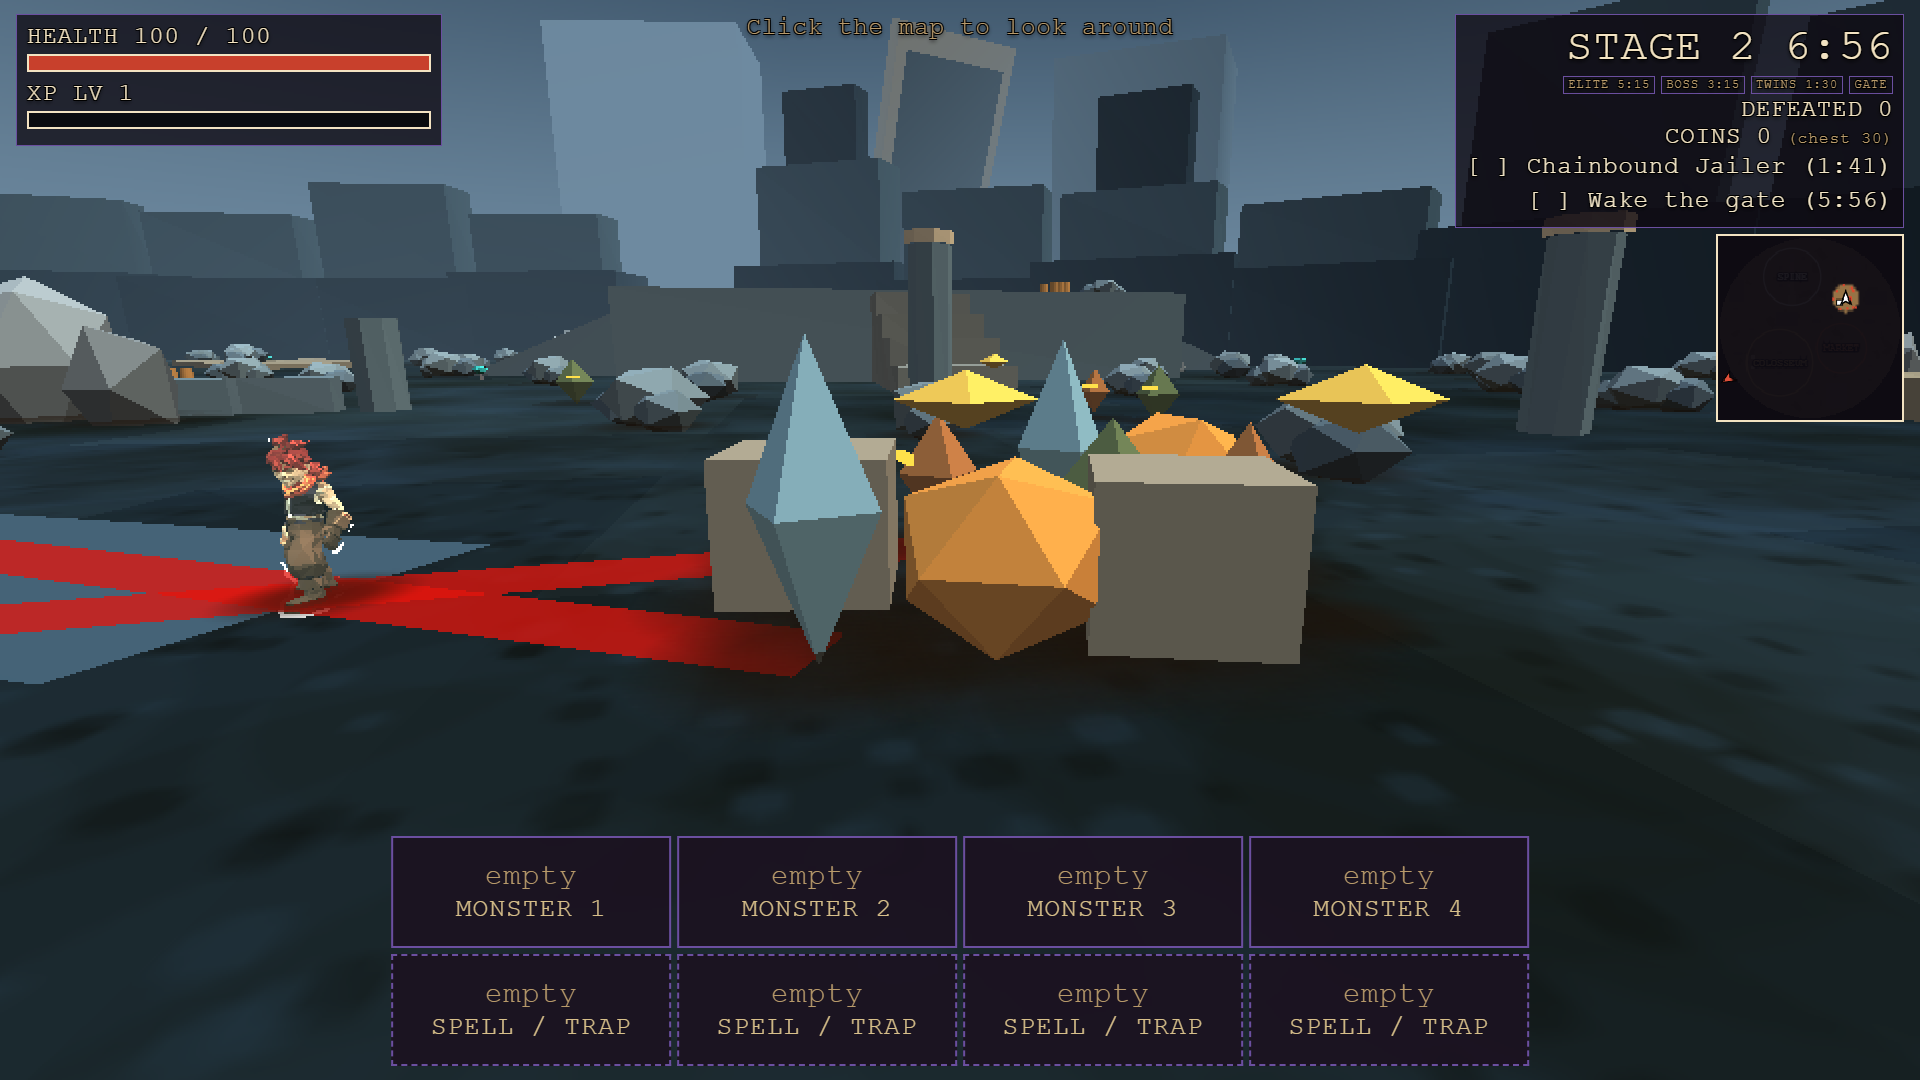 HEALTH 100 / 100
XP LV 1
Click the map to look around
STAGE 2 6:56
ELITE 5:15 BOSS 3:15 TWINS 1:30 GATE
DEFEATED 0
COINS 0 (chest 30)
[ ] Chainbound Jailer (1:41)
[ ] Wake the gate (5:56)
empty
MONSTER 1
empty
MONSTER 2
empty
MONSTER 3
empty
MONSTER 4
empty
SPELL / TRAP
empty
SPELL / TRAP
empty
SPELL / TRAP
empty
SPELL / TRAP